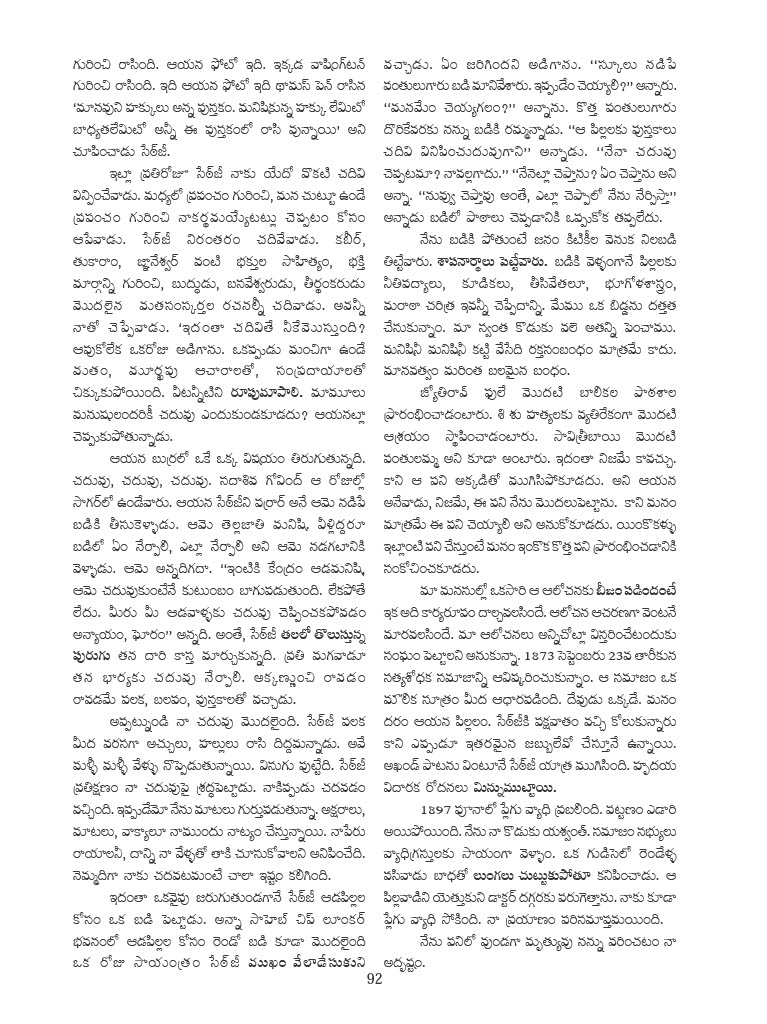 గురించి రాసింది. ఆయన ఫోటో ఇది. ఇక్కడ వాషింగ్‌టన్
గురించి రాసింది. ఇది ఆయన ఫోటో ఇది థామస్ పెన్ రాసిన
‘మానవుని హక్కులు అన్న పుస్తకం. మనిషికున్న హక్కు లేమిటో
బాధ్యతలేమిటో అన్నీ ఈ పుస్తకంలో రాసి వున్నాయి’ అని
చూపించాడు సేఠ్‌జీ.
ఇట్లా ప్రతిరోజూ సేఠ్‌జీ నాకు యేదో వొకటి చదివి
విన్పించేవాడు. మధ్యలో ప్రపంచం గురించి, మన చుట్టూ ఉండే
ప్రపంచం గురించి నాకర్థమయ్యేటట్లు చెప్పటం కోసం
ఆపేవాడు. సేఠ్‌జీ నిరంతరం చదివేవాడు. కబీర్,
తుకారాం, జ్ఞానేశ్వర్ వంటి భక్తుల సాహిత్యం, భక్తి
మార్గాన్ని గురించి, బుద్ధుడు, బసవేశ్వరుడు, తీర్థంకరుడు
మొదలైన మతసంస్కర్తల రచనల్నీ చదివాడు. అవన్నీ
నాతో చెప్పేవాడు. ‘ఇదంతా చదివితే నీకేమొస్తుంది?
ఆపుకోలేక ఒకరోజు అడిగాను. ఒకప్పుడు మంచిగా ఉండే
మతం, మూర్ఖపు ఆచారాలతో, సంప్రదాయాలతో
చిక్కుకుపోయింది. వీటన్నీటిని రూపుమాపాలి. మామూలు
మనుషులందరికీ చదువు ఎందుకుండకూడదు? ఆయనట్లా
చెప్పుకుపోతున్నాడు.
ఆయన బుర్రలో ఒకే ఒక్క విషయం తిరుగుతున్నది.
చదువు, చదువు, చదువు. సదాశివ గోవింద్ ఆ రోజుల్లో
సాగర్‌లో ఉండేవారు. ఆయన సేఠ్‌జీని పర్రార్ అనే ఆమె నడిపే
బడికి తీసుకెళ్ళాడు. ఆమె తెల్లజాతి మనిషి. వీళ్లిద్దరూ
బడిలో ఏం నేర్పాలి, ఎట్లా నేర్పాలి అని ఆమె నడగటానికి
వెళ్ళాడు. ఆమె అన్నదిగదా. ‘‘ఇంటికి కేంద్రం ఆడమనిషి,
ఆమె చదువుకుంటేనే కుటుంబం బాగుపడుతుంది. లేకపోతే
లేదు. మీరు మీ ఆడవాళ్ళకు చదువు చెప్పించకపోవడం
అన్యాయం, ఘోరం’’ అన్నది. అంతే, సేఠ్‌జీ తలలో తొలుస్తున్న
పురుగు తన దారి కాస్త మార్చుకున్నది. ప్రతి మగవాడూ
తన భార్యకు చదువు నేర్పాలి. అక్కణ్ణుంచి రావడం
రావడమే పలక, బలపం, పుస్తకాలతో వచ్చాడు.
అప్పట్నుండి నా చదువు మొదలైంది. సేఠ్‌జీ పలక
మీద వరసగా అచ్చులు, హల్లులు రాసి దిద్దమన్నాడు. అవే
మళ్ళీ మళ్ళీ వేళ్ళు నొప్పెడుతున్నాయి. విసుగు వుట్టేది. సేఠ్‌జీ
ప్రతిక్షణం నా చదువుపై శ్రద్ధపెట్టాడు. నాకిప్పుడు చదవడం
వచ్చింది. ఇప్పుడేమో నేను మాటలు గుర్తుపడుతున్నా. అక్షరాలు,
మాటలు, వాక్యాలూ నాముందు నాట్యం చేస్తున్నాయి. నాపేరు
రాయాలనీ, దాన్ని నా వేళ్లతో తాకి చూసుకోవాలని అనిపించేది.
నెమ్మదిగా నాకు చదవటమంటే చాలా ఇష్టం కలిగింది.
ఇదంతా ఒకవైపు జరుగుతుండగానే సేఠ్‌జీ ఆడపిల్లల
కోసం ఒక బడి పెట్టాడు. అన్నా సాహెబ్ చిప్ లూంకర్
భవనంలో ఆడపిల్లల కోసం రెండో బడి కూడా మొదలైంది
ఒక రోజు సాయంత్రం సేఠ్‌జీ ముఖం వేలాడేసుకుని
వచ్చాడు. ఏం జరిగిందని అడిగాను. ‘‘స్కూలు నడిపే
పంతులుగారు బడి మానివేశారు. ఇప్పుడేం చెయ్యాలి?’’ అన్నారు.
‘‘మనమేం చెయ్యగలం?’’ అన్నాను. కొత్త పంతులుగారు
దొరికేవరకు నన్ను బడికి రమ్మన్నాడు. ‘‘ఆ పిల్లలకు పుస్తకాలు
చదివి వినిపించుదువుగాని’’ అన్నాడు. ‘‘నేనా చదువు
చెప్పటమా? నావల్లగాదు.’’ ‘‘నేనెట్లా చెప్తాను? ఏం చెప్తాను అని
అన్నా. ‘‘నువ్వు చెప్తావు అంతే, ఎట్లా చెప్పాలో నేను నేర్పిస్తా’’
అన్నాడు బడిలో పాఠాలు చెప్పడానికి ఒప్పుకోక తప్పలేదు.
నేను బడికి పోతుంటే జనం కిటికీల వెనుక నిలబడి
తిట్టేవారు. శాపనార్థాలు పెట్టేవారు. బడికి వెళ్ళంగానే పిల్లలకు
నీతిపద్యాలు, కూడికలు, తీసివేతలూ, భూగోళశాస్త్రం,
మరాఠా చరిత్ర ఇవన్నీ చెప్పేదాన్ని. మేము ఒక బిడ్డను దత్తత
చేసుకున్నాం. మా స్వంత కొడుకు వలె అతన్ని పెంచాము.
మనిషినీ మనిషినీ కట్టి వేసేది రక్తసంబంధం మాత్రమే కాదు.
మానవత్వం మరింత బలమైన బంధం.
జ్యోతిరావ్ ఫులే మొదటి బాలికల పాఠశాల
ప్రారంభించాడంటారు. శి శు హత్యలకు వ్యతిరేకంగా మొదటి
ఆశ్రయం స్థాపించాడంటారు. సావిత్రీబాయి మొదటి
పంతులమ్మ అని కూడా అంటారు. ఇదంతా నిజమే కావచ్చు.
కాని ఆ పని అక్కడితో ముగిసిపోకూడదు. అని ఆయన
అనేవాడు, నిజమే, ఈ పని నేను మొదలుపెట్టాను. కాని మనం
మాత్రమే ఈ పని చెయ్యాలి అని అనుకోకూడదు. యింకొకళ్ళు
ఇట్లాంటి పని చేస్తుంటే మనం ఇంకొక కొత్త పని ప్రారంభించడానికి
సంకోచించకూడదు.
మా మనసుల్లో ఒకసారి ఆ ఆలోచనకు బీజం పడిందంటే
ఇక అది కార్యరూపం దాల్చవలసిందే. ఆలోచన ఆచరణగా వెంటనే
మారవలసిందే. మా ఆలోచనలు అన్నిచోట్లా విస్తరించేటందుకు
సంఘం పెట్టాలని అనుకున్నా. 1873 సెప్టెంబరు 23వ తారీకున
సత్యశోధక సమాజాన్ని ఆవిష్కరించుకున్నాం. ఆ సమాజం ఒక
మౌలిక సూత్రం మీద ఆధారపడింది. దేవుడు ఒక్కడే. మనం
దరం ఆయన పిల్లలం. సేఠ్‌జీకి పక్షవాతం వచ్చి కోలుకున్నారు
కాని ఎప్పుడూ ఇతరమైన జబ్బులేవో చేస్తూనే ఉన్నాయి.
అఖండ్ పాటను వింటూనే సేఠ్‌జీ యాత్ర ముగిసింది. హృదయ
విదారక రోదనలు మిన్నుముట్టాయి.
1897 పూనాలో ప్లేగు వ్యాధి ప్రబలింది. పట్టణం ఎడారి
అయిపోయింది. నేను నా కొడుకు యశ్వంత్. సమాజం సభ్యులు
వ్యాధిగ్రస్తులకు సాయంగా వెళ్ళాం. ఒక గుడిసెలో రెండేళ్ళ
పసివాడు బాధతో లుంగలు చుట్టుకుపోతూ కనిపించాడు. ఆ
పిల్లవాడిని యెత్తుకుని డాక్టర్ దగ్గరకు పరుగెత్తాను. నాకు కూడా
ప్లేగు వ్యాధి సోకింది. నా ప్రయాణం పరిసమాప్తమయింది.
నేను పనిలో వుండగా మృత్యువు నన్ను వరించటం నా
అదృష్టం.
92